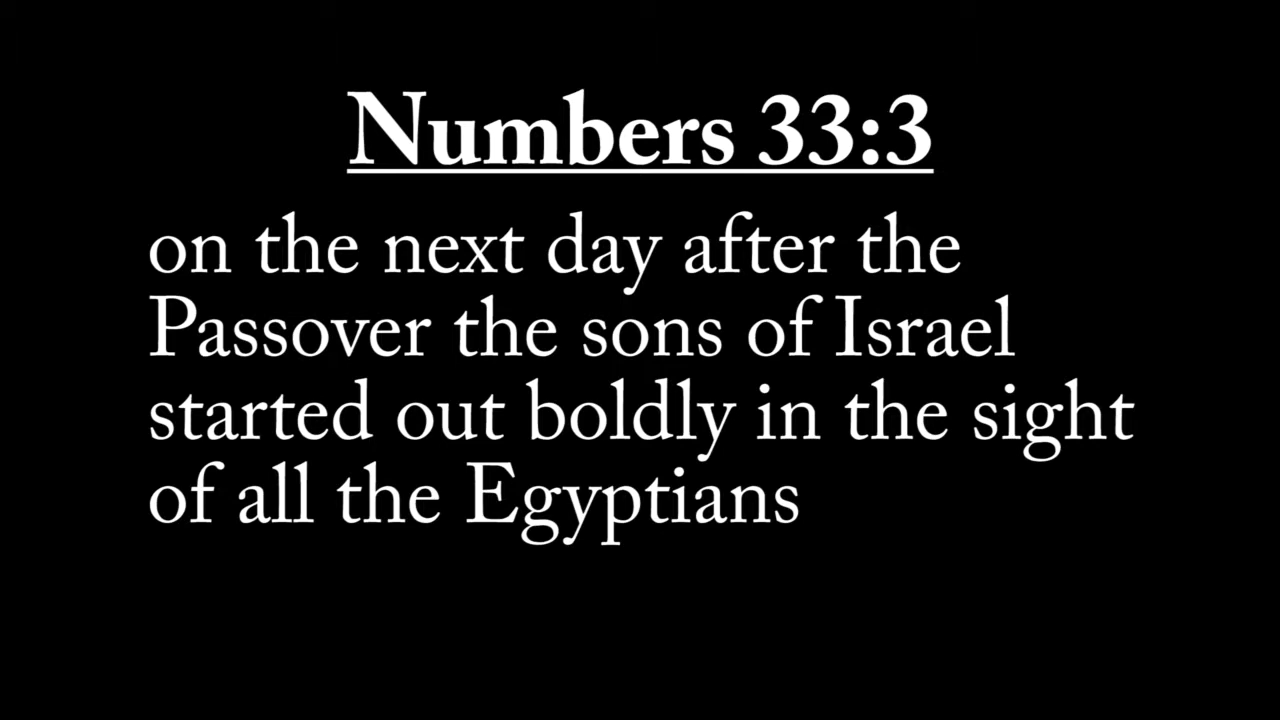 Numbers 33:3
on the next day after the
Passover the sons of Israel
started out boldly in the sight
of all the Egyptians